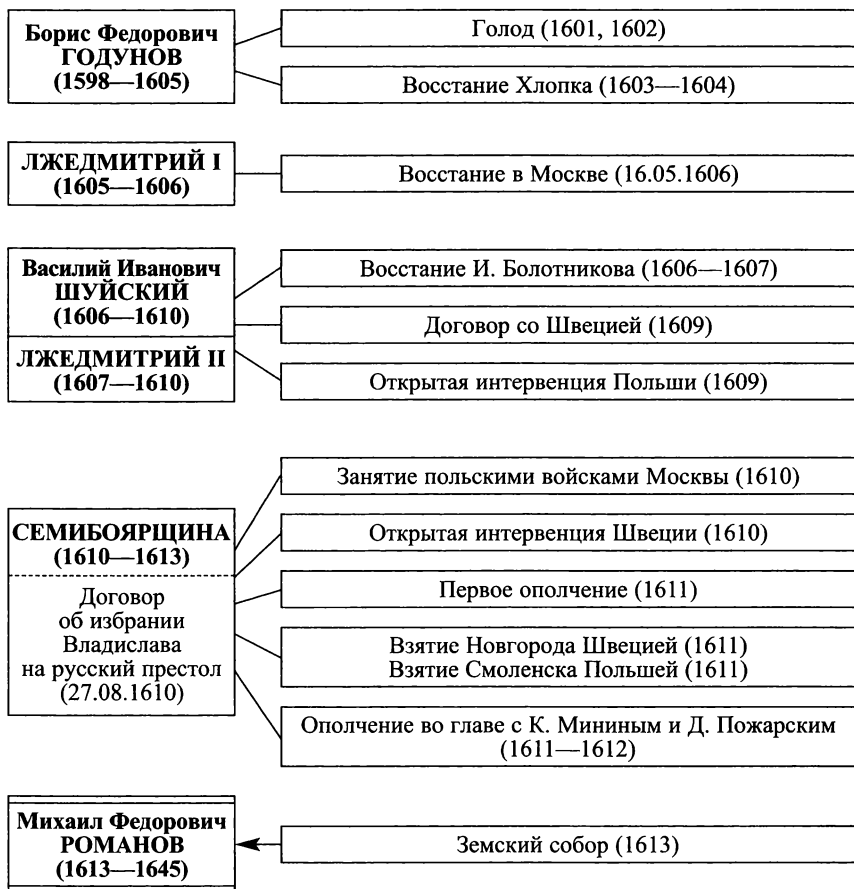 Борис Федорович
ГОДУНОВ
(1598—1605)
Голод (1601, 1602)
Восстание Хлопка (1603—1604)
ЛЖЕДМИТРИЙ I
(1605—1606)
Восстание в Москве (16.05.1606)
Василий Иванович
ШУЙСКИЙ
(1606—1610)
ЛЖЕДМИТРИЙ II
(1607—1610)
Восстание И. Болотникова (1606—1607)
Договор со Швецией (1609)
Открытая интервенция Польши (1609)
СЕМИБОЯРЩИНА
(1610—1613)
Договор
об избрании
Владислава
на русский престол
(27.08.1610)
Занятие польскими войсками Москвы (1610)
Открытая интервенция Швеции (1610)
Первое ополчение (1611)
Взятие Новгорода Швецией (1611)
Взятие Смоленска Польшей (1611)
Ополчение во главе с К. Мининым и Д. Пожарским
(1611—1612)
Михаил Федорович
РОМАНОВ
(1613—1645)
Земский собор (1613)